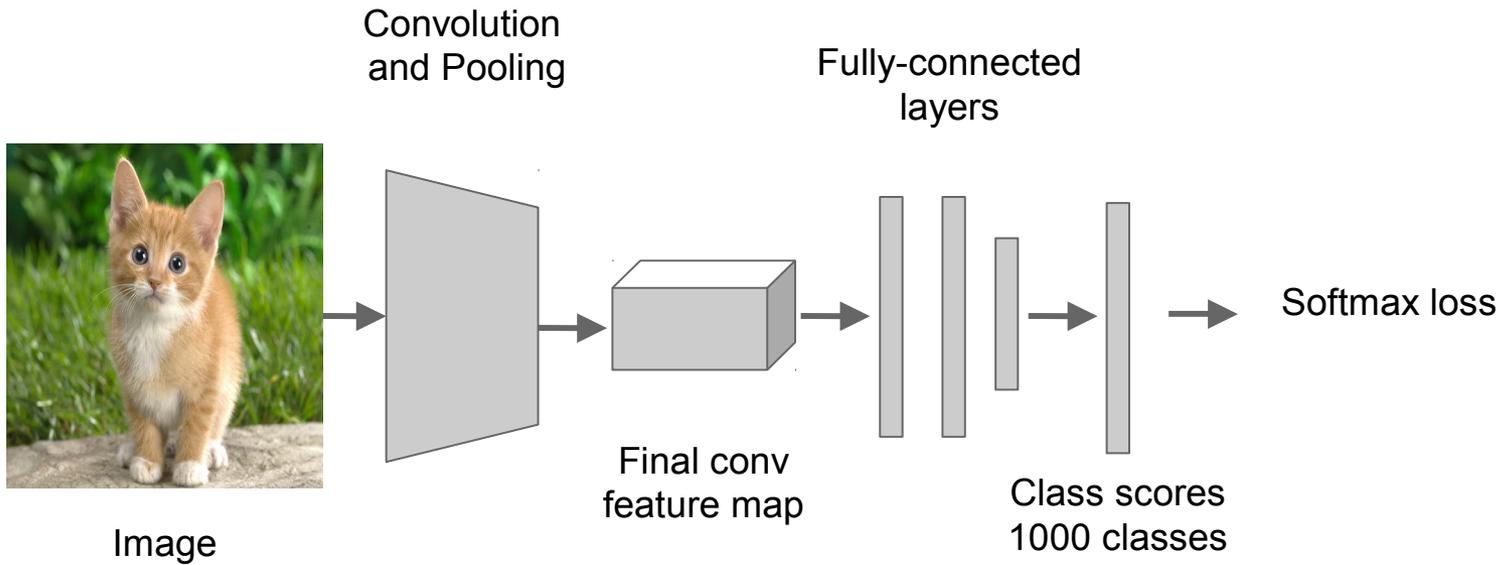 Convolution
and Pooling
Fully-connected
layers
Softmax loss
Final conv
feature map
Class scores
1000 classes
Image